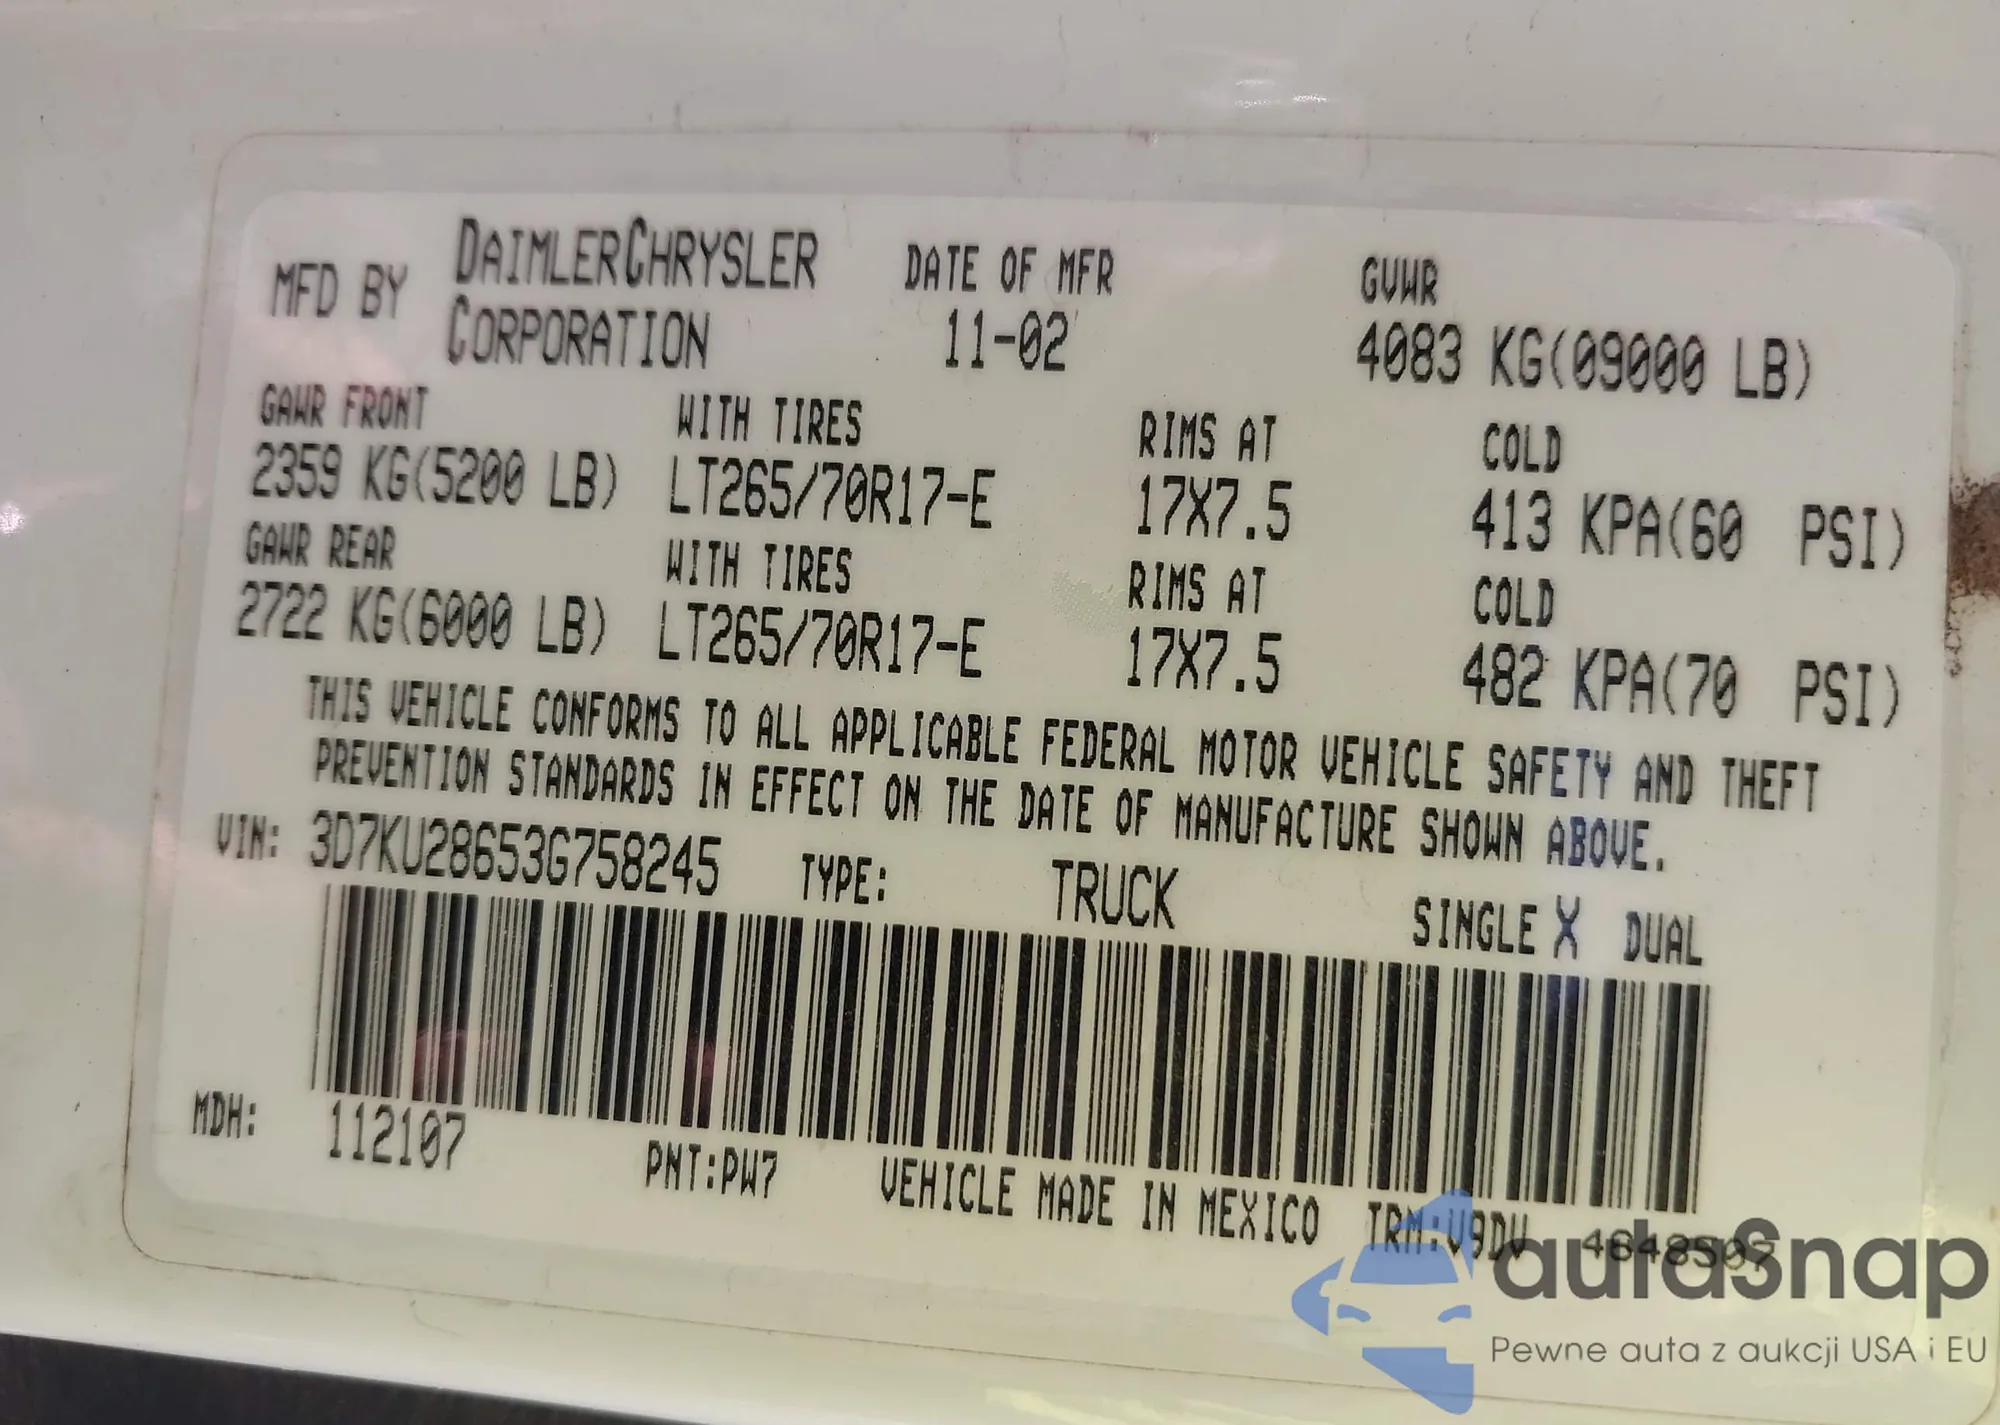 MFD BY DAIMLERCHRYSLER CORPORATION
DATE OF MFR 11-02
GVWR 4083 KG(09000 LB)
GAWR FRONT WITH TIRES RIMS AT COLD
2359 KG(5200 LB) LT265/70R17-E 17X7.5 413 KPA(60 PSI)
GAWR REAR WITH TIRES RIMS AT COLD
2722 KG(6000 LB) LT265/70R17-E 17X7.5 482 KPA(70 PSI)
THIS VEHICLE CONFORMS TO ALL APPLICABLE FEDERAL MOTOR VEHICLE SAFETY AND THEFT
PREVENTION STANDARDS IN EFFECT ON THE DATE OF MANUFACTURE SHOWN ABOVE.
VIN: 3D7KU28653G758245 TYPE: TRUCK SINGLE X DUAL
MDH: 112107 PNT:PW7 VEHICLE MADE IN MEXICO TRM:V9DV
autaSnap
Pewne auta z aukcji USA i EU